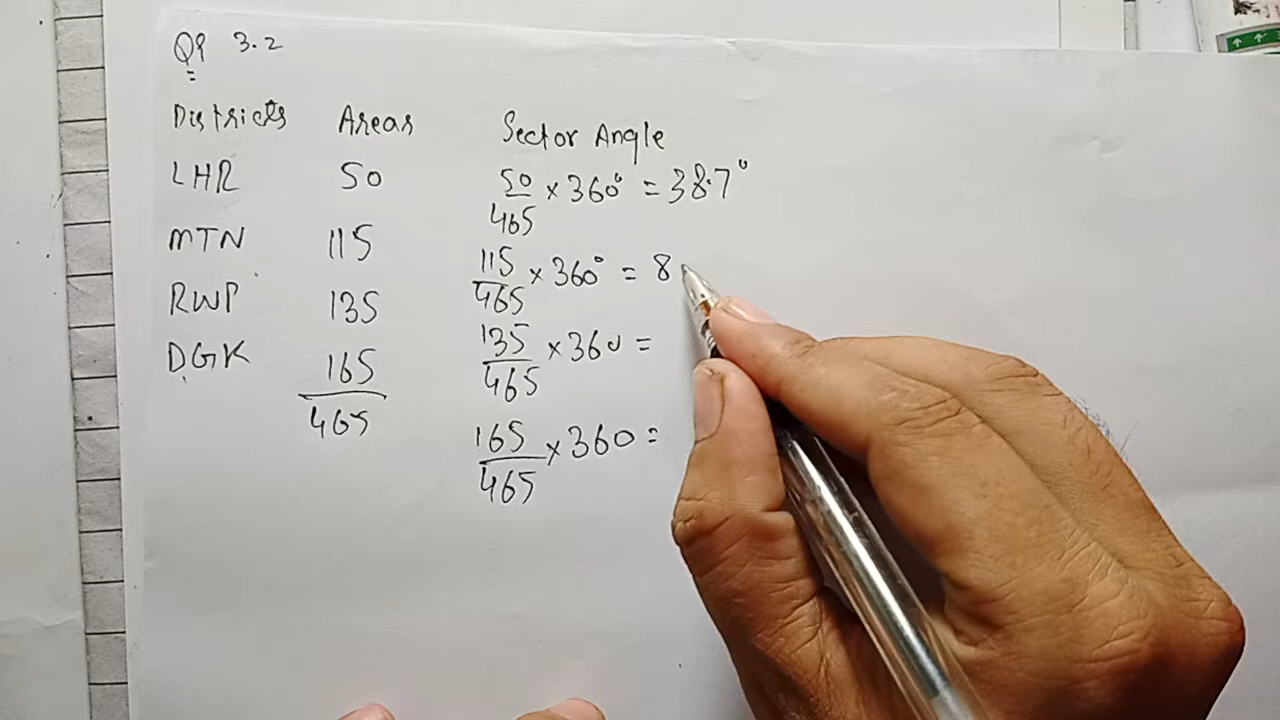 Q9 3.2
Districts Areas Sector Angle
LHR 50 50/465 × 360° = 38.7°
MTN 115 115/465 × 360° = 8
RWP 135 135/465 × 360 =
DGK 165 165/465 × 360 =
465